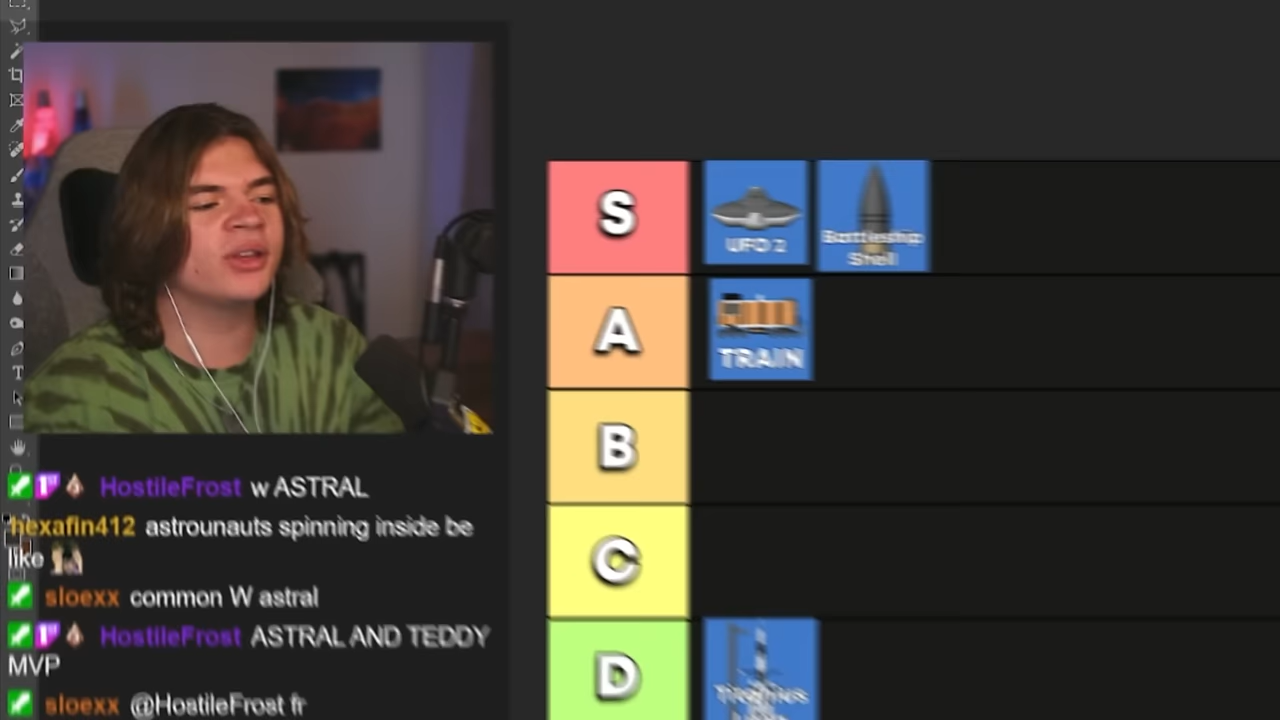 S
UFO 2
Battleship
Shell
A
TRAIN
B
C
D
HostileFrost w ASTRAL
hexafin412 astrounauts spinning inside be
like
sloexx common W astral
HostileFrost ASTRAL AND TEDDY
MVP
sloexx @HostileFrost fr